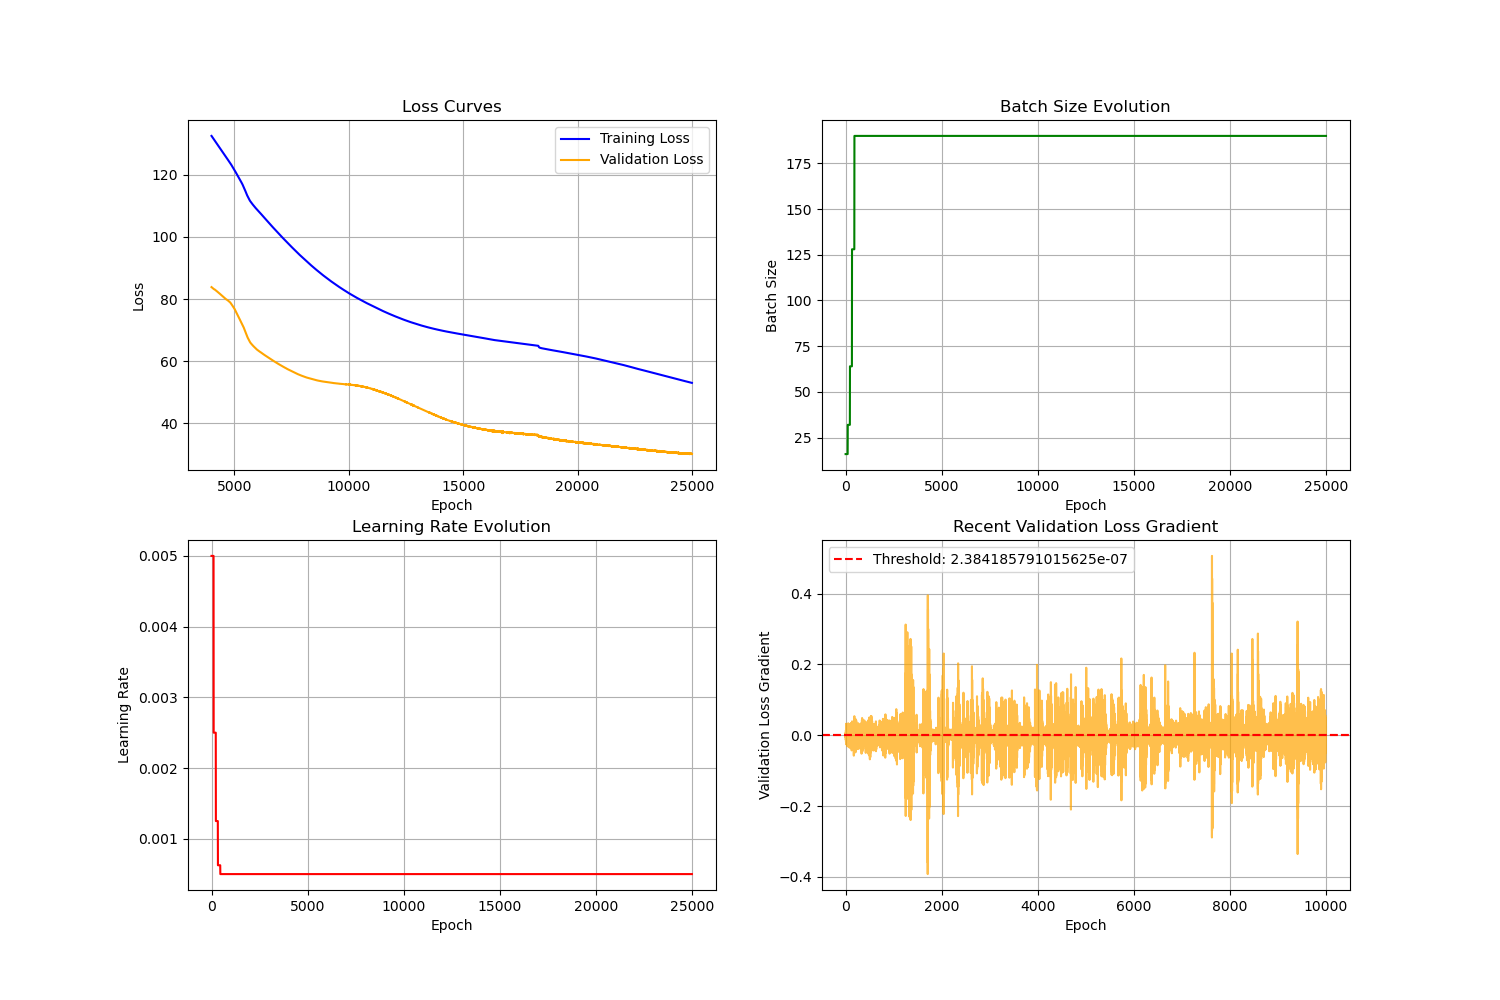 Loss Curves
Training Loss
Validation Loss
120
100
80
60
40
Loss
5000 10000 15000 20000 25000
Epoch
Batch Size Evolution
175
150
125
100
75
50
25
Batch Size
0 5000 10000 15000 20000 25000
Epoch
Learning Rate Evolution
0.005
0.004
0.003
0.002
0.001
Learning Rate
0 5000 10000 15000 20000 25000
Epoch
Recent Validation Loss Gradient
Threshold: 2.384185791015625e-07
0.4
0.2
0.0
−0.2
−0.4
Validation Loss Gradient
0 2000 4000 6000 8000 10000
Epoch